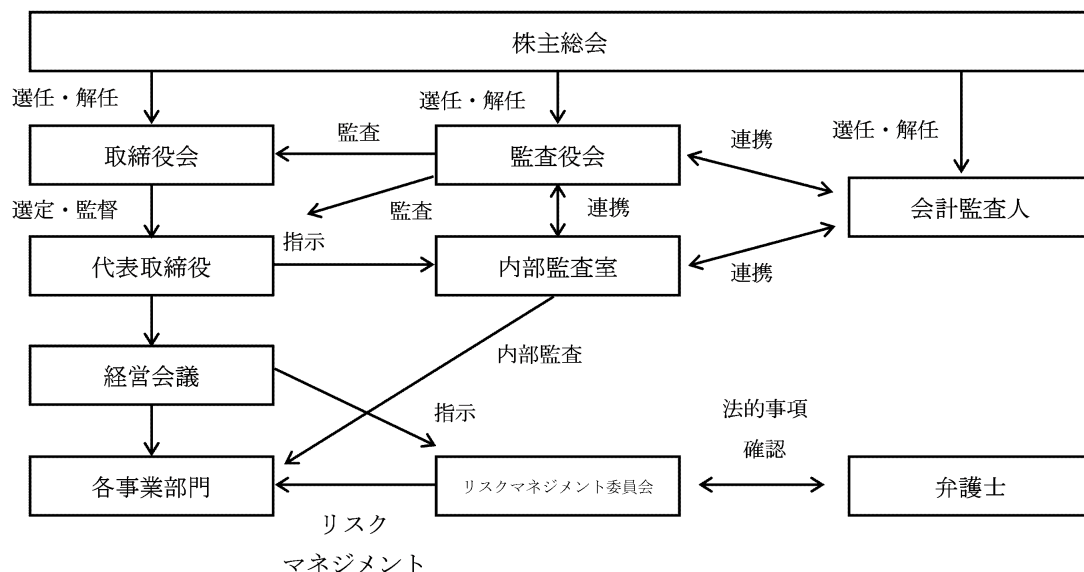 株主総会
選任・解任
選任・解任
選任・解任
取締役会
監査
監査役会
連携
会計監査人
選定・監督
監査
連携
指示
代表取締役
内部監査室
連携
経営会議
内部監査
指示
法的事項
確認
各事業部門
リスクマネジメント委員会
弁護士
リスク
マネジメント